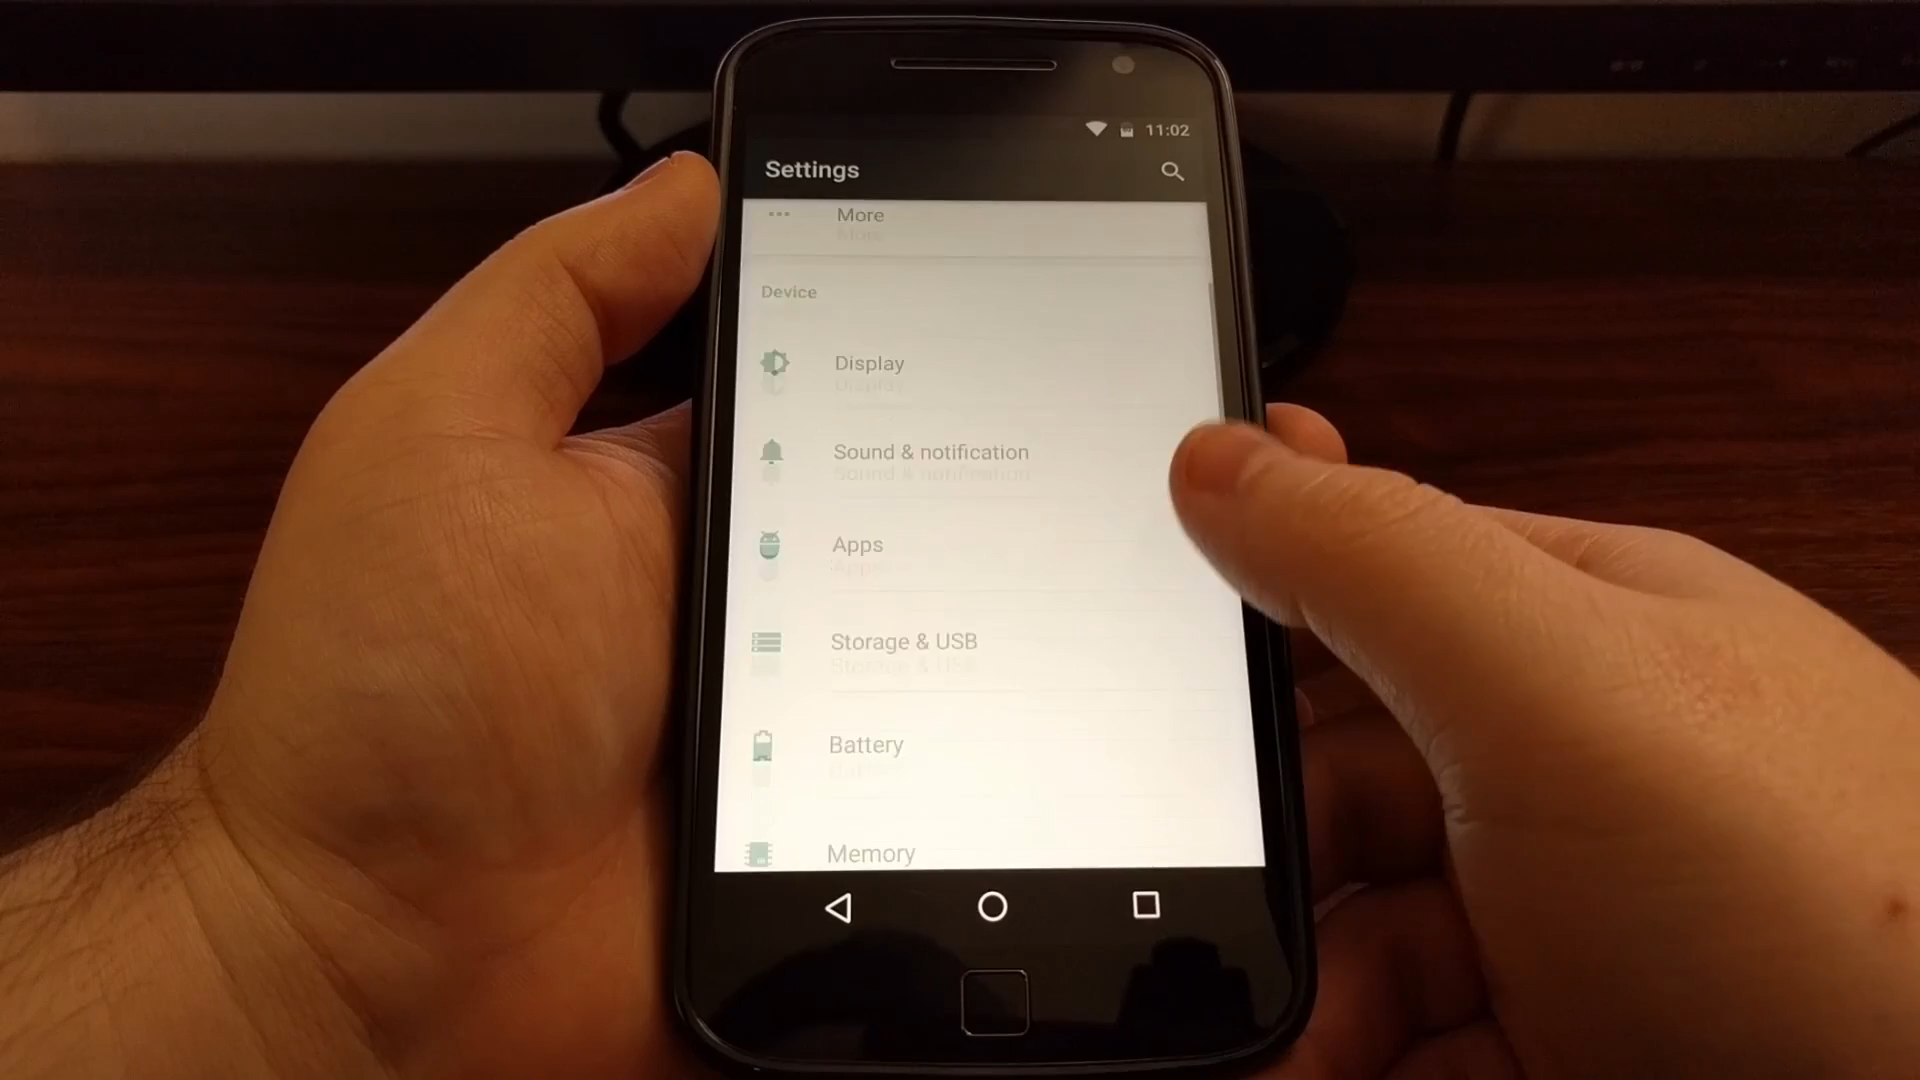 11:02
Settings
More
Device
Display
Sound & notification
Apps
Storage & USB
Battery
Memory